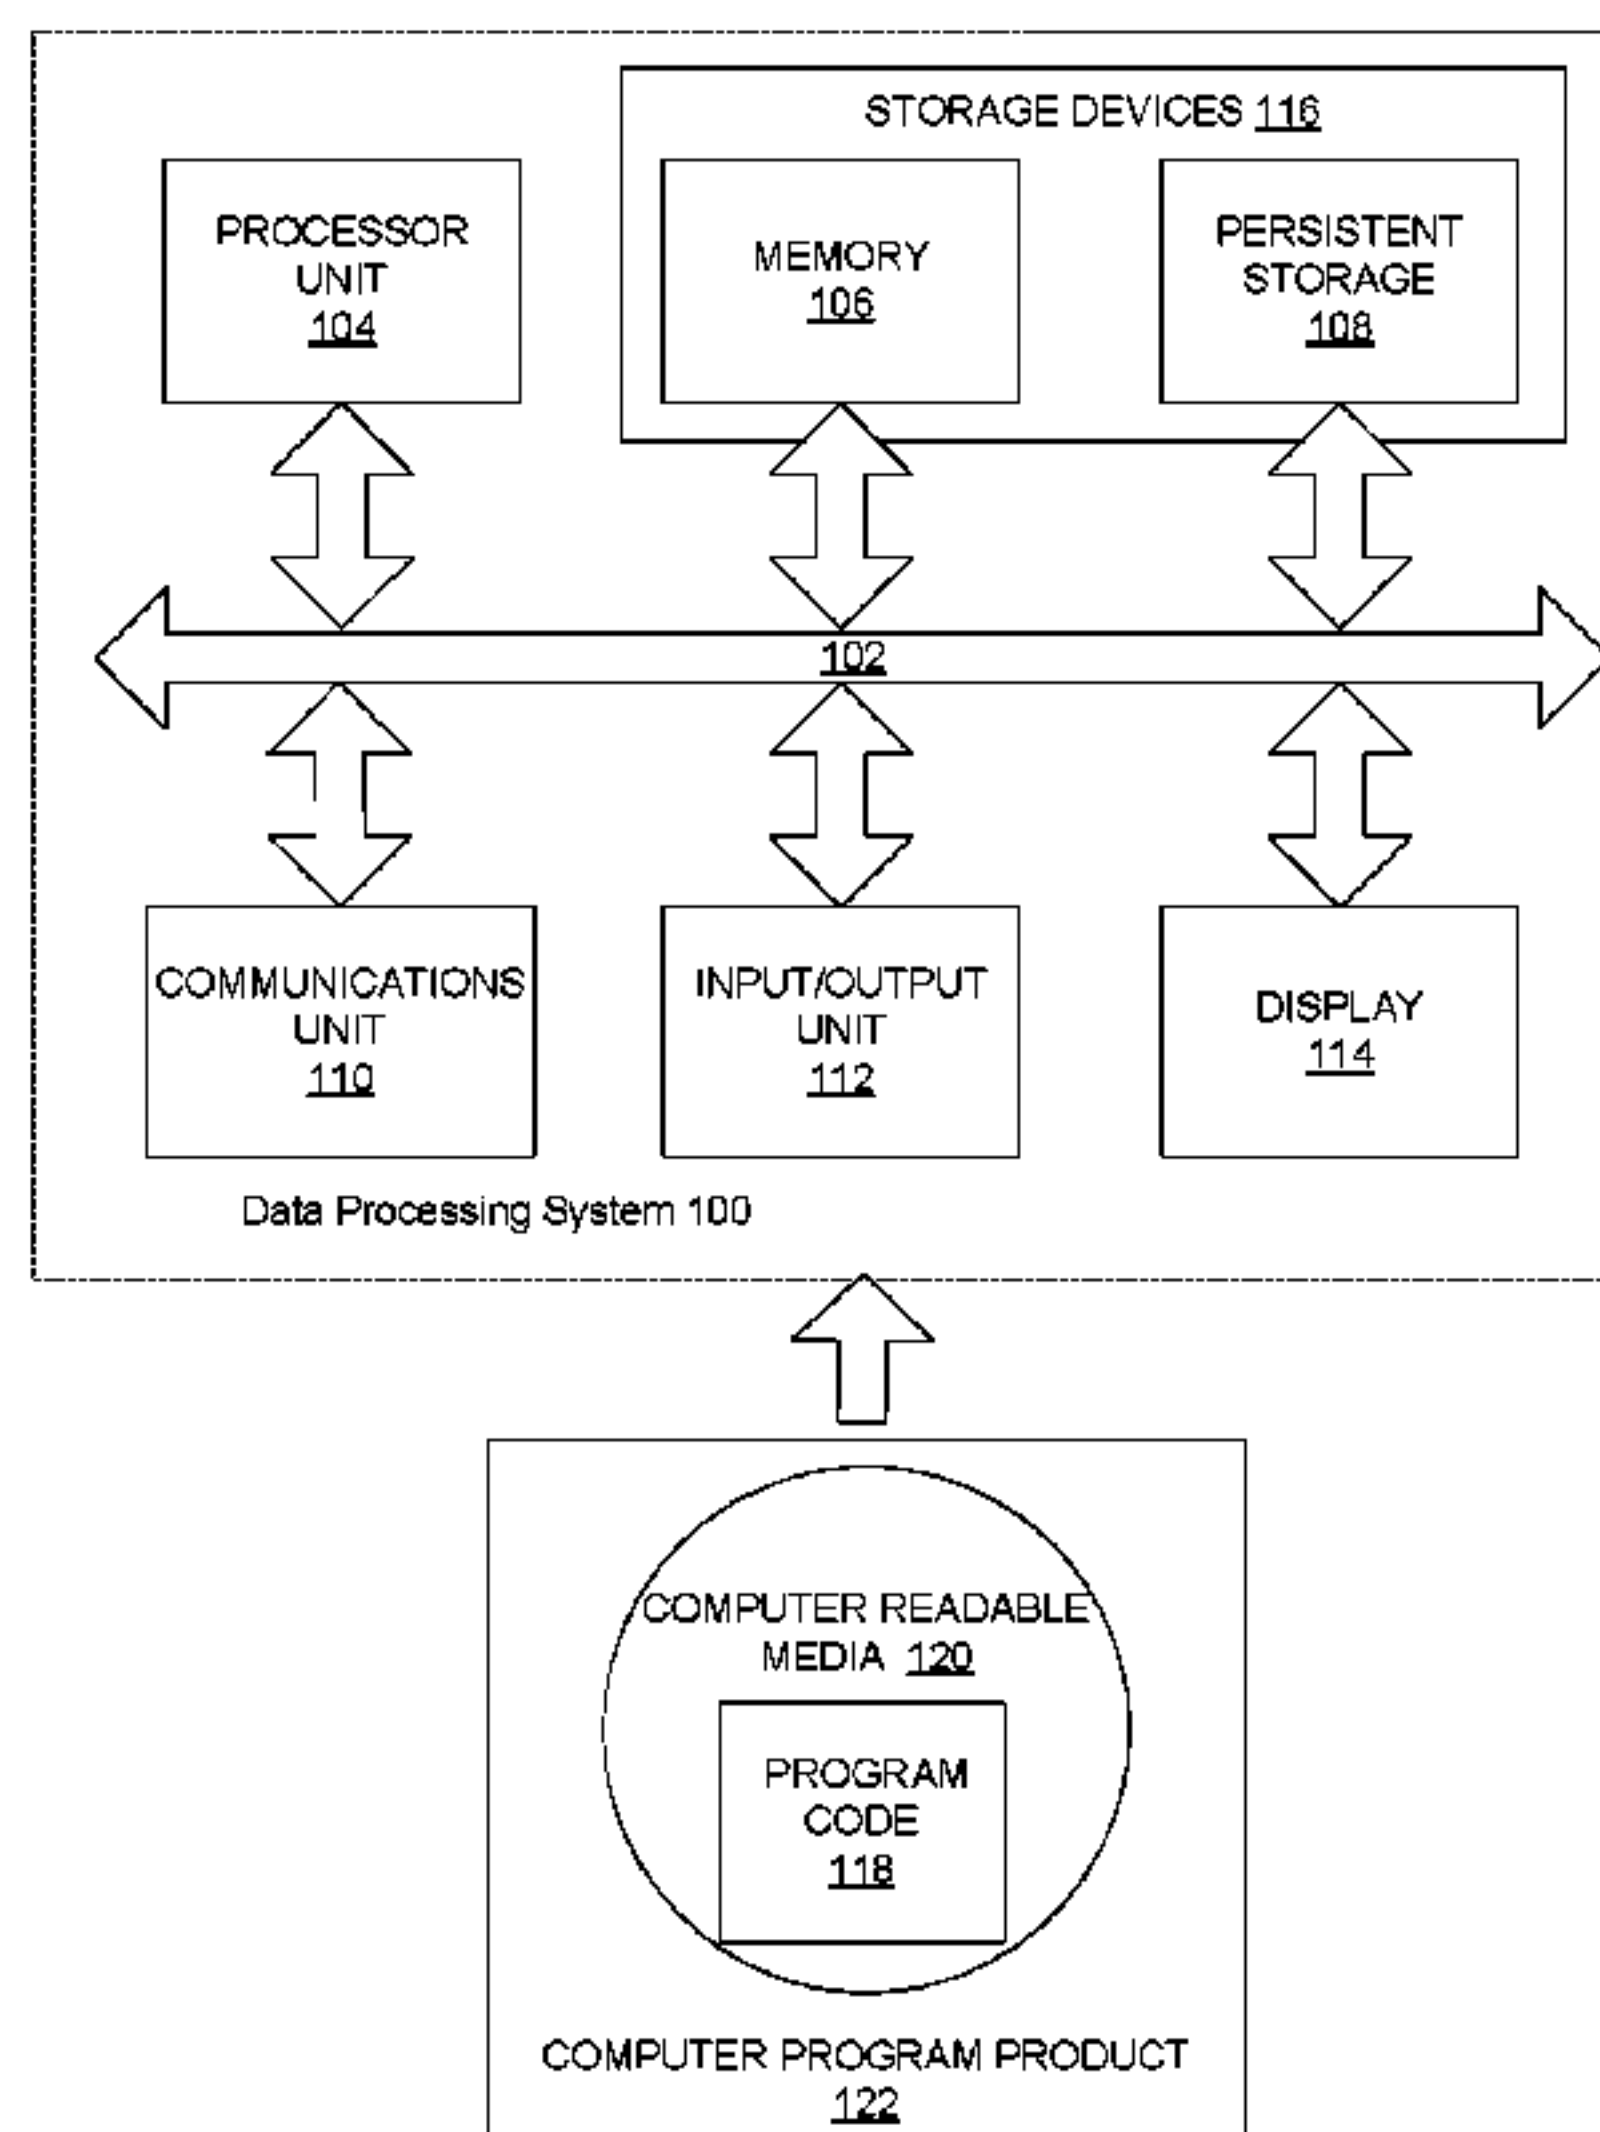 STORAGE DEVICES 116
PROCESSOR
UNIT
104
MEMORY
106
PERSISTENT
STORAGE
108
102
COMMUNICATIONS
UNIT
110
INPUT/OUTPUT
UNIT
112
DISPLAY
114
Data Processing System 100
COMPUTER READABLE
MEDIA 120
PROGRAM
CODE
118
COMPUTER PROGRAM PRODUCT
122